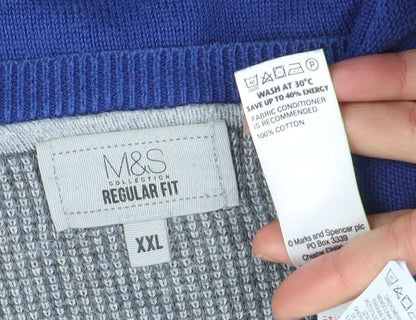 M&S
COLLECTION
REGULAR FIT
XXL
WASH AT 30°C
SAVE UP TO 40% ENERGY
FABRIC CONDITIONER
IS RECOMMENDED
100% COTTON
© Marks and Spencer plc
PO Box 3339
Chester